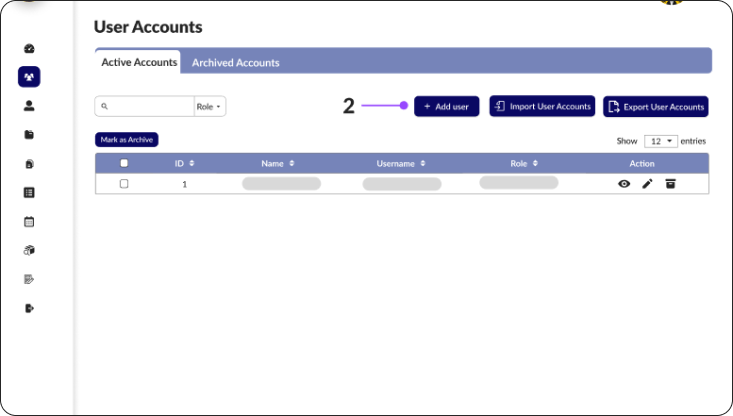 User Accounts
Active Accounts Archived Accounts
Role
2 + Add user Import User Accounts Export User Accounts
Mark as Archive
Show 12 entries
ID Name Username Role Action
1